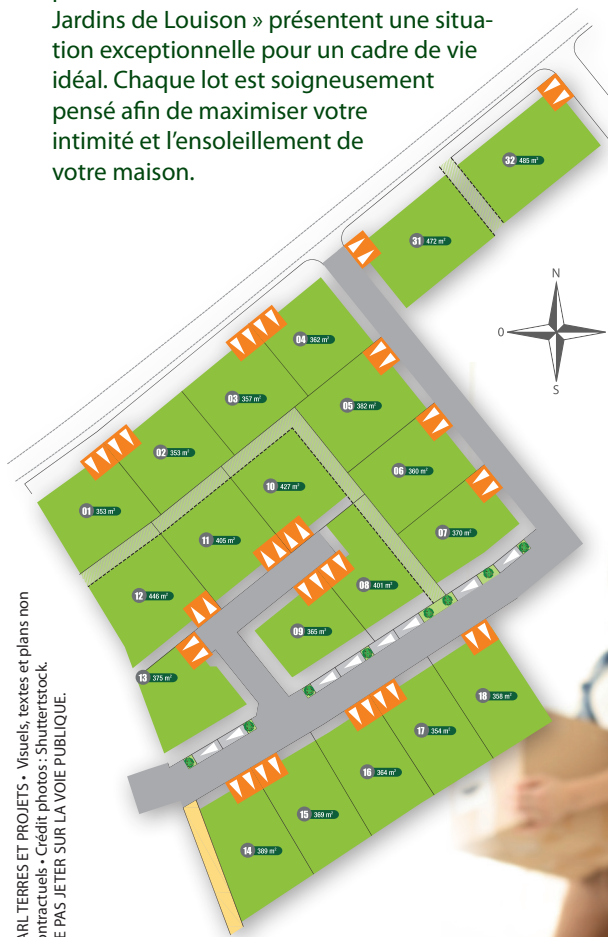 Jardins de Louison » présentent une situa-
tion exceptionnelle pour un cadre de vie
idéal. Chaque lot est soigneusement
pensé afin de maximiser votre
intimité et l'ensoleillement de
votre maison.
32 485 m²
31 472 m²
N
O
S
04 362 m²
03 357 m²
05 382 m²
02 353 m²
06 360 m²
10 427 m²
01 353 m²
07 370 m²
11 405 m²
08 401 m²
12 446 m²
09 365 m²
13 375 m²
18 358 m²
17 354 m²
16 364 m²
15 369 m²
14 389 m²
TERRES ET PROJETS • Visuels, textes et plans non
contractuels • Crédit photos : Shuttertstock.
PAS JETER SUR LA VOIE PUBLIQUE.